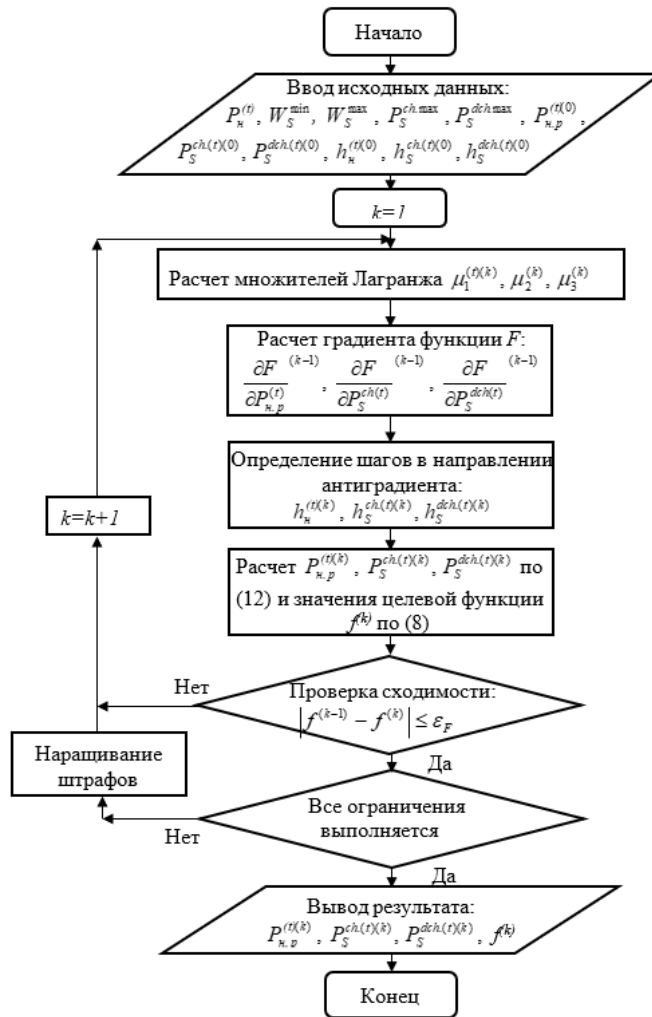 Начало
Ввод исходных данных:
P_н^(t), W_S^min, W_S^max, P_S^ch.max, P_S^dch.max, P_н.р^(t)(0),
P_S^ch.(t)(0), P_S^dch.(t)(0), h_н^(t)(0), h_S^ch.(t)(0), h_S^dch.(t)(0)
k=1
Расчет множителей Лагранжа μ_1^(t)(k), μ_2^(k), μ_3^(k)
Расчет градиента функции F:
∂F/∂P_н.р^(t) ^(k−1), ∂F/∂P_S^ch(t) ^(k−1), ∂F/∂P_S^dch(t) ^(k−1)
Определение шагов в направлении
антиградиента:
h_н^(t)(k), h_S^ch.(t)(k), h_S^dch.(t)(k)
k=k+1
Расчет P_н.р^(t)(k), P_S^ch.(t)(k), P_S^dch.(t)(k) по
(12) и значения целевой функции
f^(k) по (8)
Нет
Проверка сходимости:
|f^(k−1) − f^(k)| ≤ ε_F
Да
Наращивание
штрафов
Все ограничения
выполняется
Нет
Да
Вывод результата:
P_н.р^(t)(k), P_S^ch.(t)(k), P_S^dch.(t)(k), f^(k)
Конец